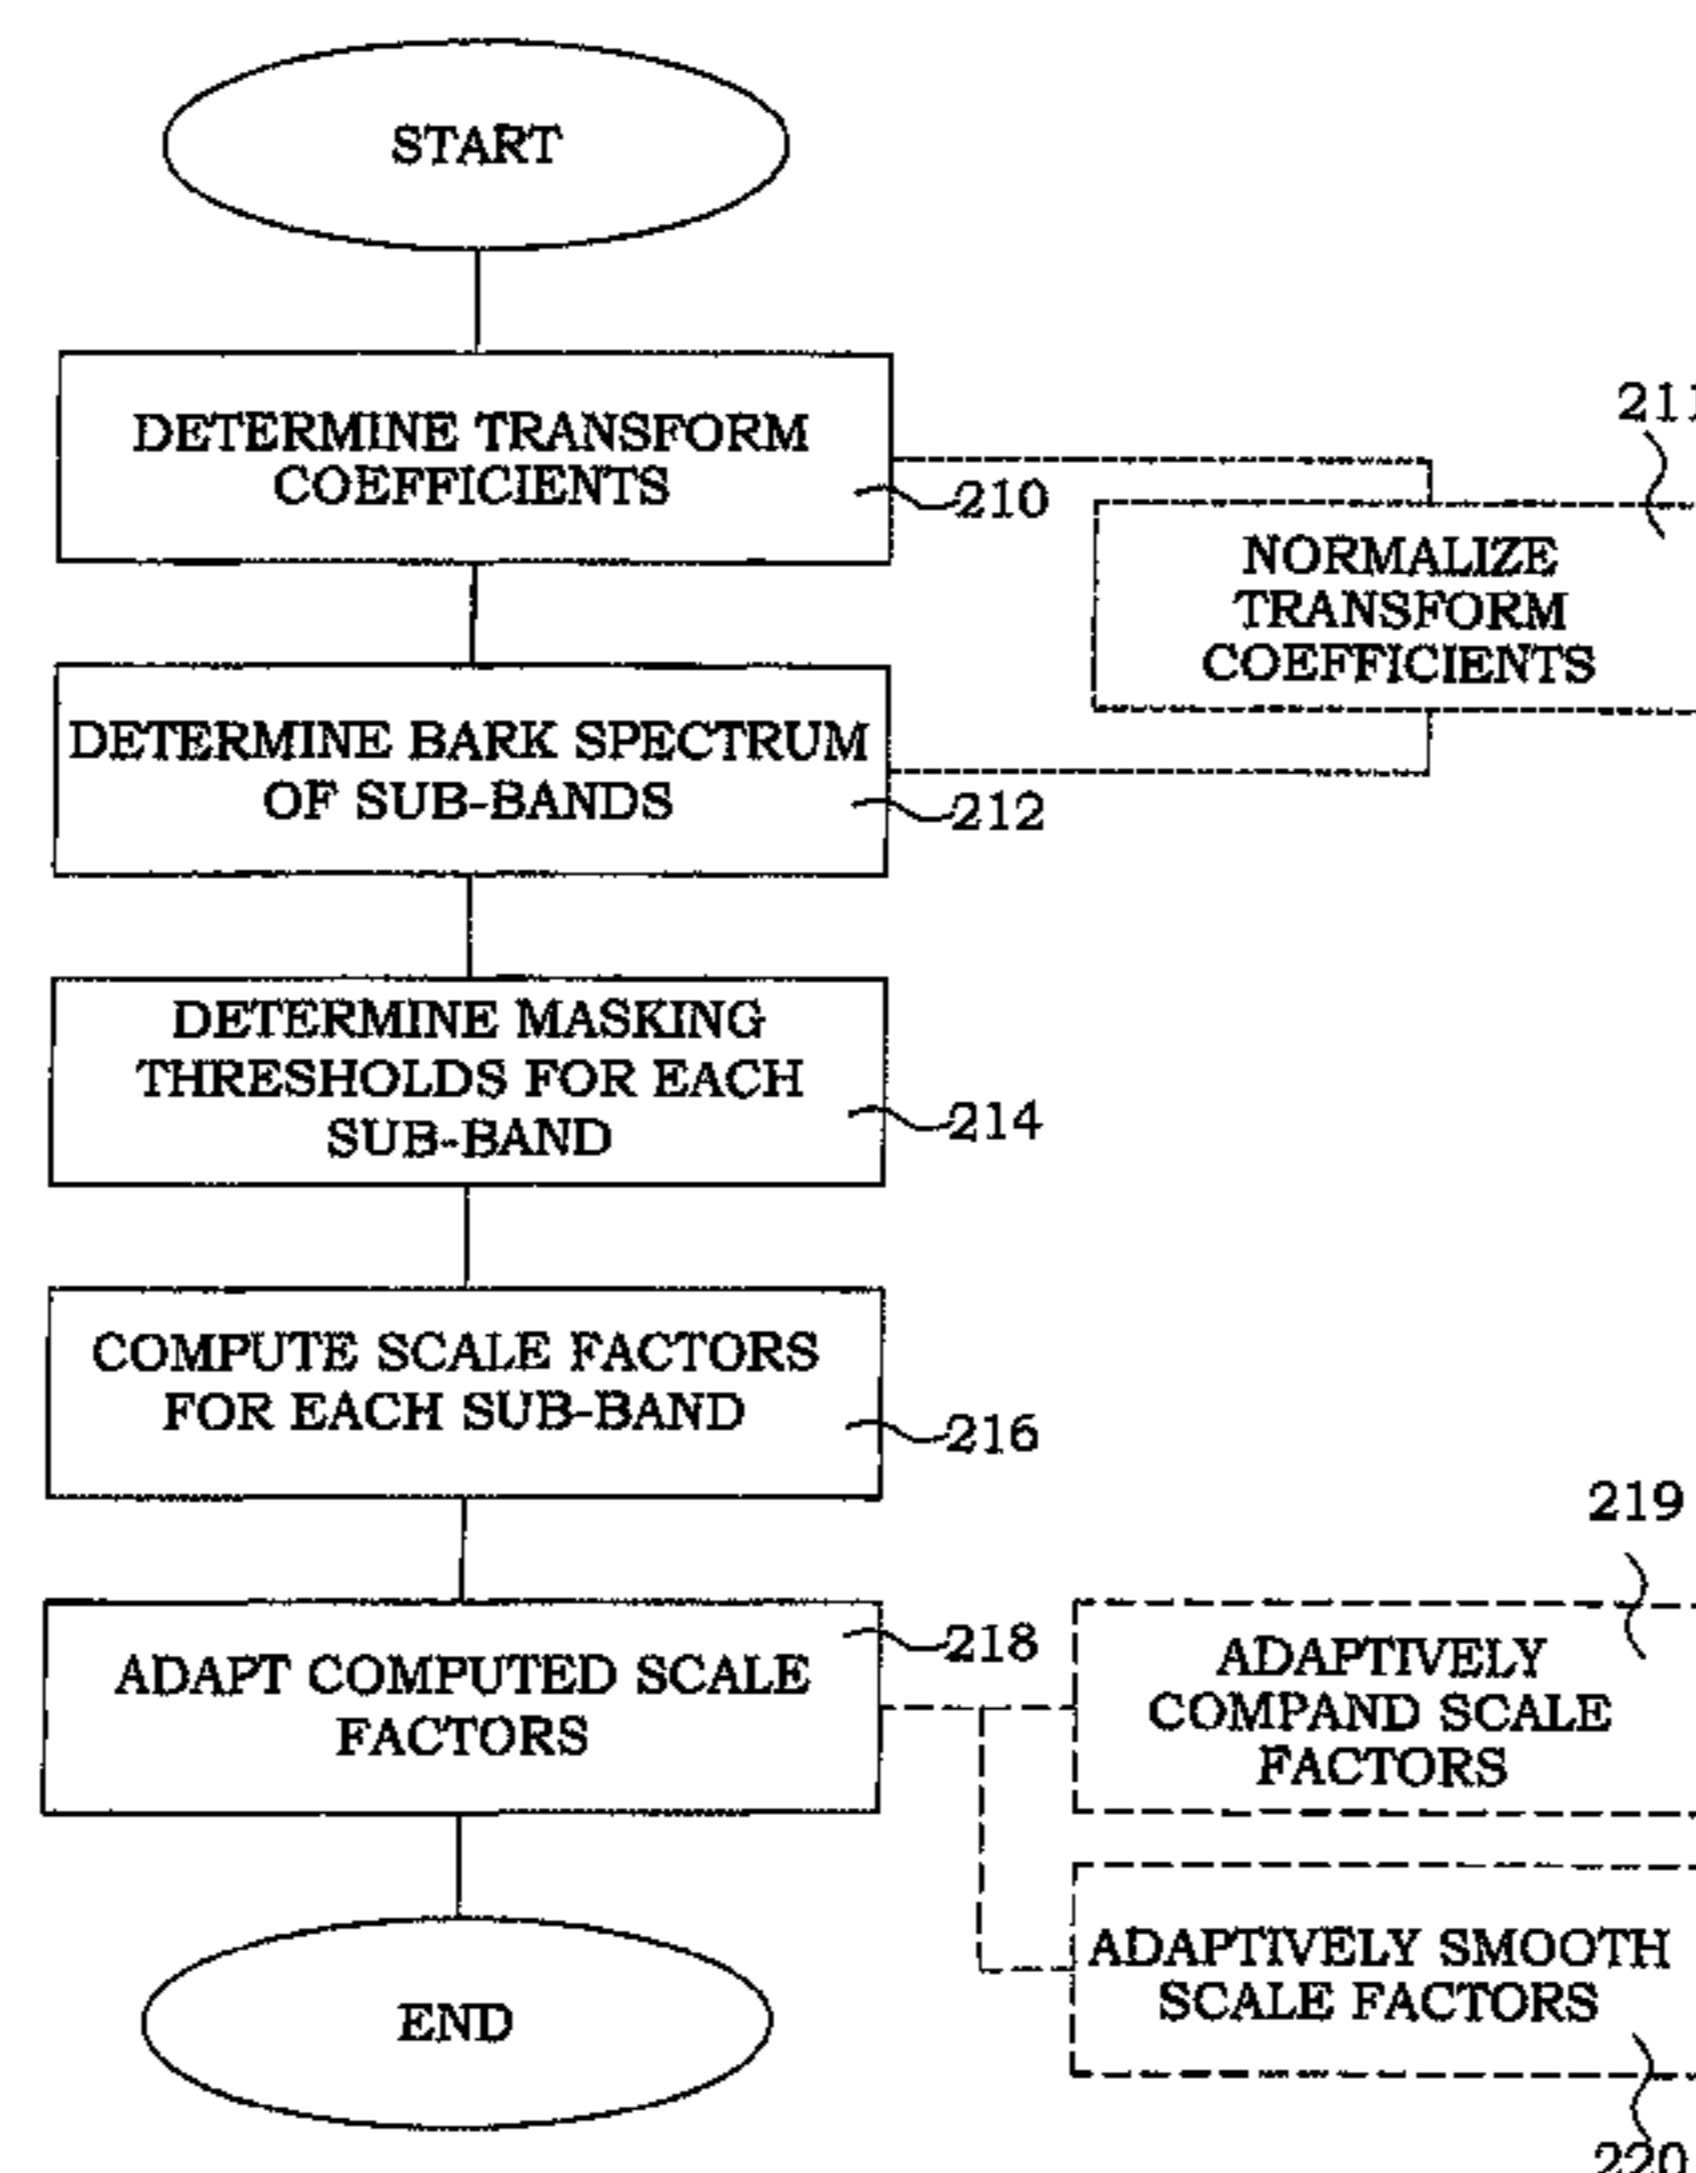 START
DETERMINE TRANSFORM
COEFFICIENTS
210
211
NORMALIZE
TRANSFORM
COEFFICIENTS
DETERMINE BARK SPECTRUM
OF SUB-BANDS
212
DETERMINE MASKING
THRESHOLDS FOR EACH
SUB-BAND
214
COMPUTE SCALE FACTORS
FOR EACH SUB-BAND
216
ADAPT COMPUTED SCALE
FACTORS
218
219
ADAPTIVELY
COMPAND SCALE
FACTORS
ADAPTIVELY SMOOTH
SCALE FACTORS
220
END